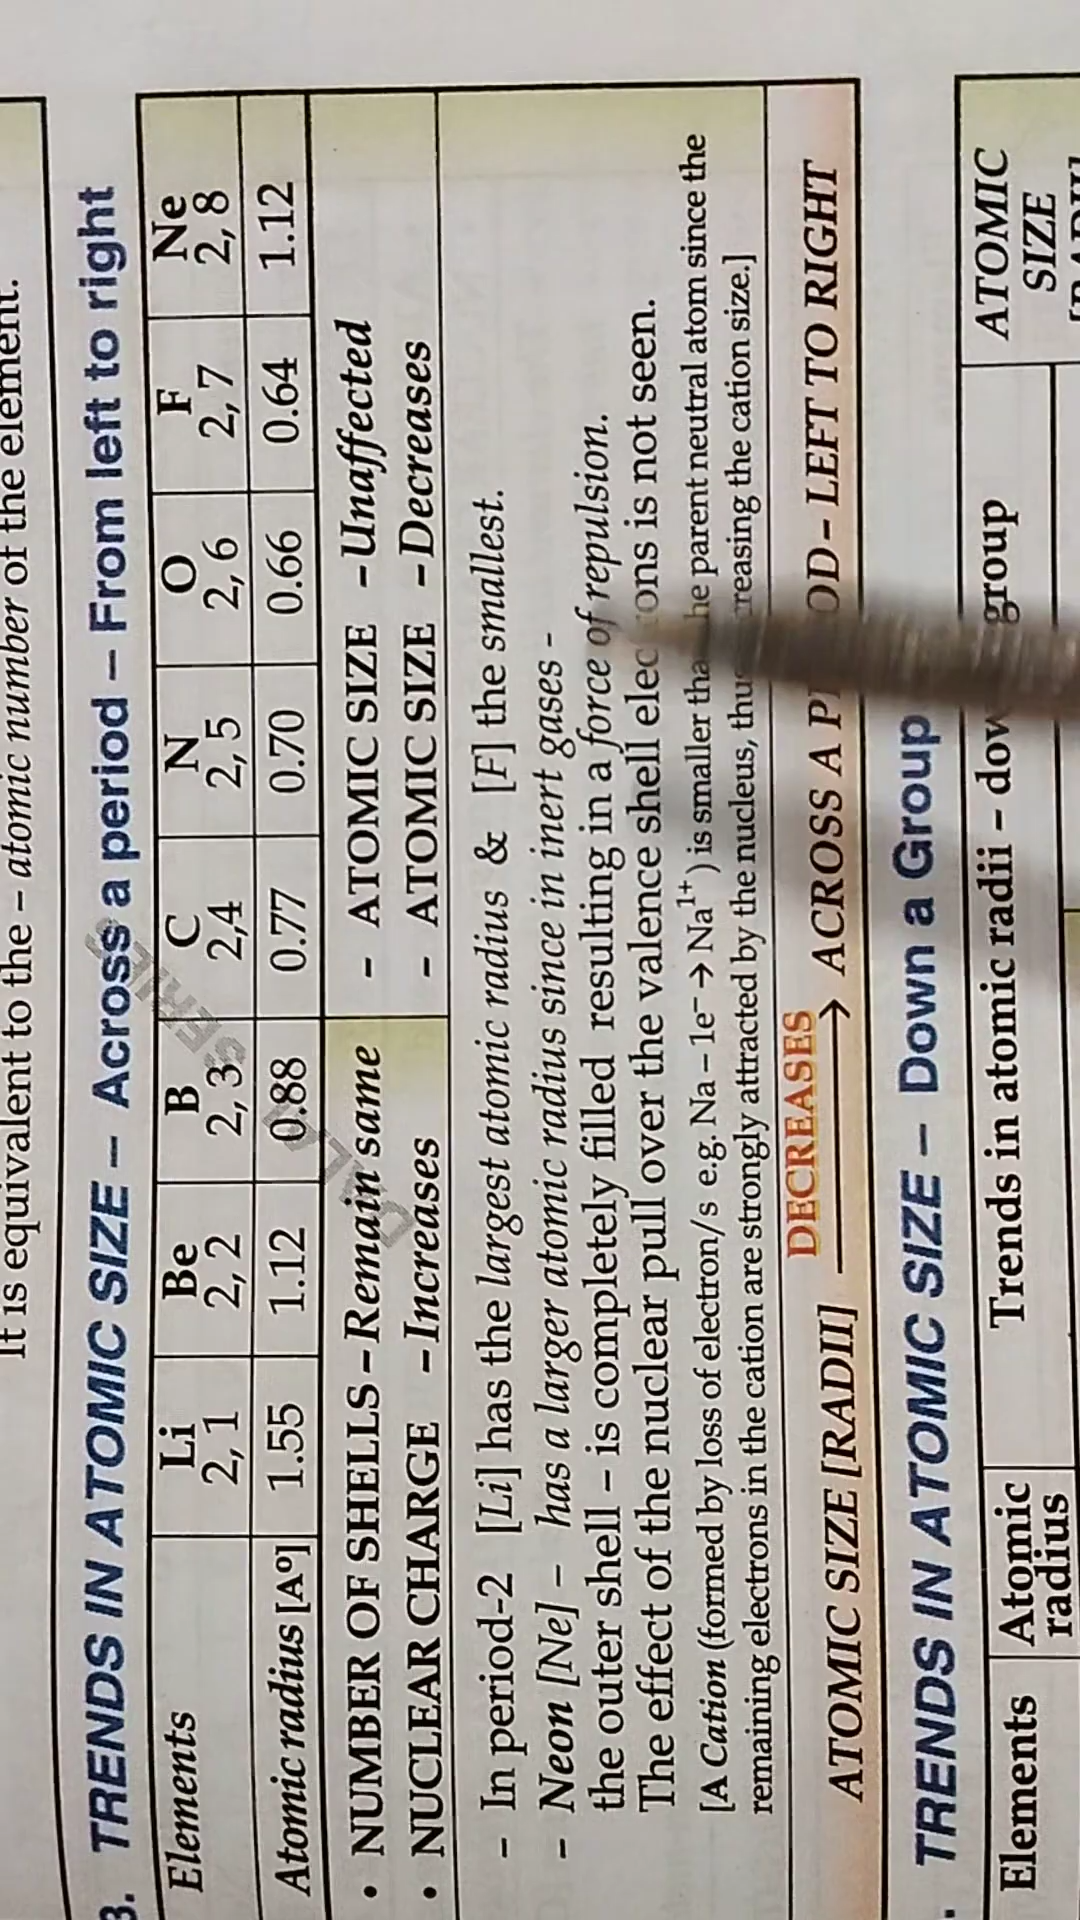 It is equivalent to the – atomic number of the element.
3. TRENDS IN ATOMIC SIZE – Across a period – From left to right
Elements Li Be B C N O F Ne
2, 1 2, 2 2, 3 2,4 2, 5 2, 6 2, 7 2, 8
Atomic radius [Aº] 1.55 1.12 0.88 0.77 0.70 0.66 0.64 1.12
• NUMBER OF SHELLS – Remain same - ATOMIC SIZE – Unaffected
• NUCLEAR CHARGE – Increases - ATOMIC SIZE – Decreases
– In period-2 [Li] has the largest atomic radius & [F] the smallest.
– Neon [Ne] – has a larger atomic radius since in inert gases -
the outer shell – is completely filled resulting in a force of repulsion.
The effect of the nuclear pull over the valence shell elec ons is not seen.
[A Cation (formed by loss of electron/s e.g. Na – 1e⁻ → Na¹⁺) is smaller tha he parent neutral atom since the
remaining electrons in the cation are strongly attracted by the nucleus, thu reasing the cation size.]
DECREASES
ATOMIC SIZE [RADII] → ACROSS A P OD - LEFT TO RIGHT
. TRENDS IN ATOMIC SIZE – Down a Group
Elements Atomic radius Trends in atomic radii – dow group ATOMIC SIZE
DALAL SERIES